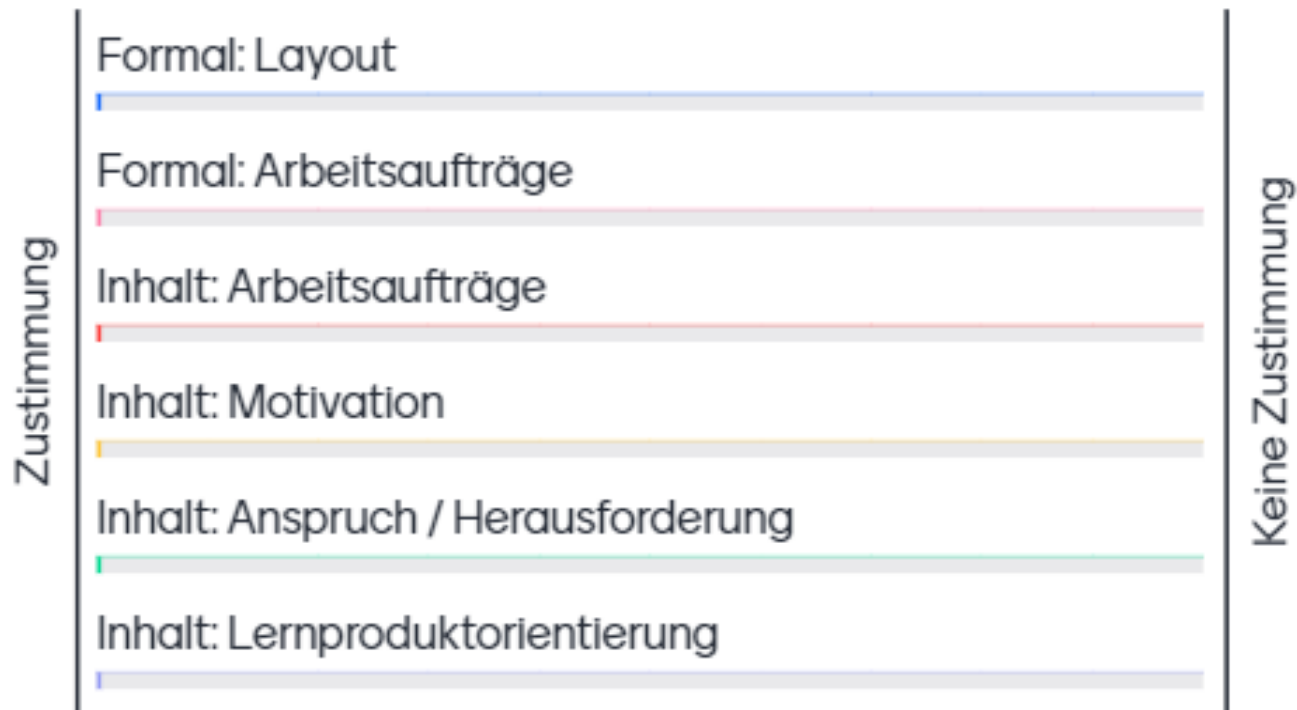 Zustimmung
Formal: Layout
Formal: Arbeitsaufträge
Inhalt: Arbeitsaufträge
Inhalt: Motivation
Inhalt: Anspruch / Herausforderung
Inhalt: Lernproduktorientierung
Keine Zustimmung